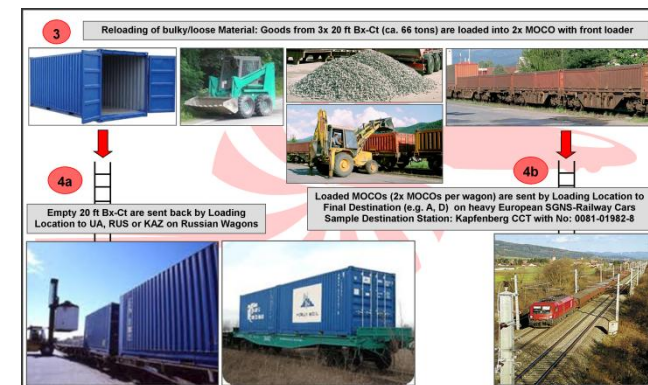 3
Reloading of bulky/loose Material: Goods from 3x 20 ft Bx-Ct (ca. 66 tons) are loaded into 2x MOCO with front loader
4a
4b
Empty 20 ft Bx-Ct are sent back by Loading
Location to UA, RUS or KAZ on Russian Wagons
Loaded MOCOs (2x MOCOs per wagon) are sent by Loading Location to
Final Destination (e.g. A, D) on heavy European SGNS-Railway Cars
Sample Destination Station: Kapfenberg CCT with No: 0081-01982-8